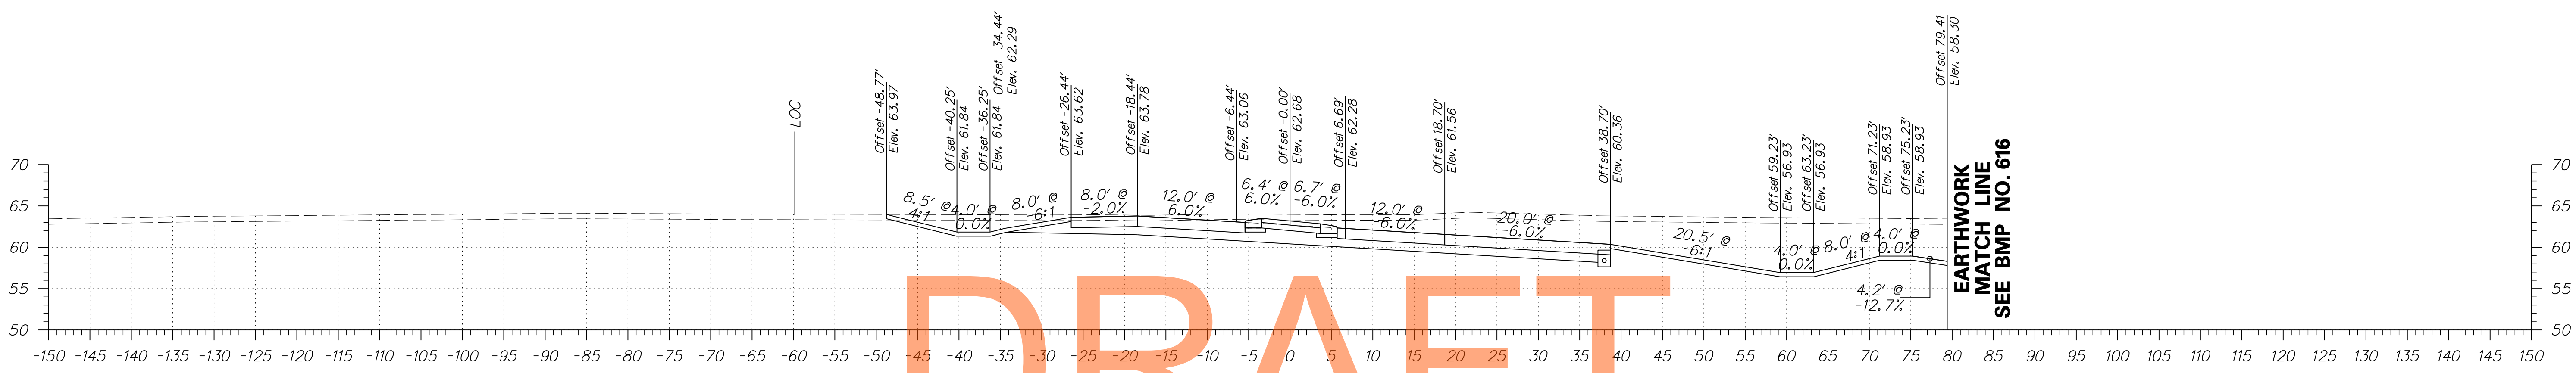 Offset -48.77'
Elev. 63.97
Offset -40.25'
Elev. 61.84
Offset -36.25'
Elev. 61.84
Offset -34.44'
Elev. 62.29
Offset -26.44'
Elev. 63.62
Offset -18.44'
Elev. 63.78
Offset -6.44'
Elev. 63.06
Offset -0.00'
Elev. 62.68
Offset 6.69'
Elev. 62.28
Offset 18.70'
Elev. 61.56
Offset 38.70'
Elev. 60.36
Offset 59.23'
Elev. 56.93
Offset 63.23'
Elev. 56.93
Offset 71.23'
Elev. 58.93
Offset 75.23'
Elev. 58.93
Offset 79.41
Elev. 58.30
LOC
8.5' @
4:1
4.0' @
0.0%
8.0' @
-6:1
8.0' @
-2.0%
12.0' @
6.0%
6.4' @
6.0%
6.7' @
-6.0%
12.0' @
-6.0%
20.0' @
-6.0%
20.5' @
-6:1
4.0' @
0.0%
8.0' @
4:1
4.0' @
0.0%
4.2' @
-12.7%
EARTHWORK
MATCH LINE
SEE BMP NO. 616
70 70
65 65
60 60
55 55
50 50
DRAFT
-150 -145 -140 -135 -130 -125 -120 -115 -110 -105 -100 -95 -90 -85 -80 -75 -70 -65 -60 -55 -50 -45 -40 -35 -30 -25 -20 -15 -10 -5 0 5 10 15 20 25 30 35 40 45 50 55 60 65 70 75 80 85 90 95 100 105 110 115 120 125 130 135 140 145 150